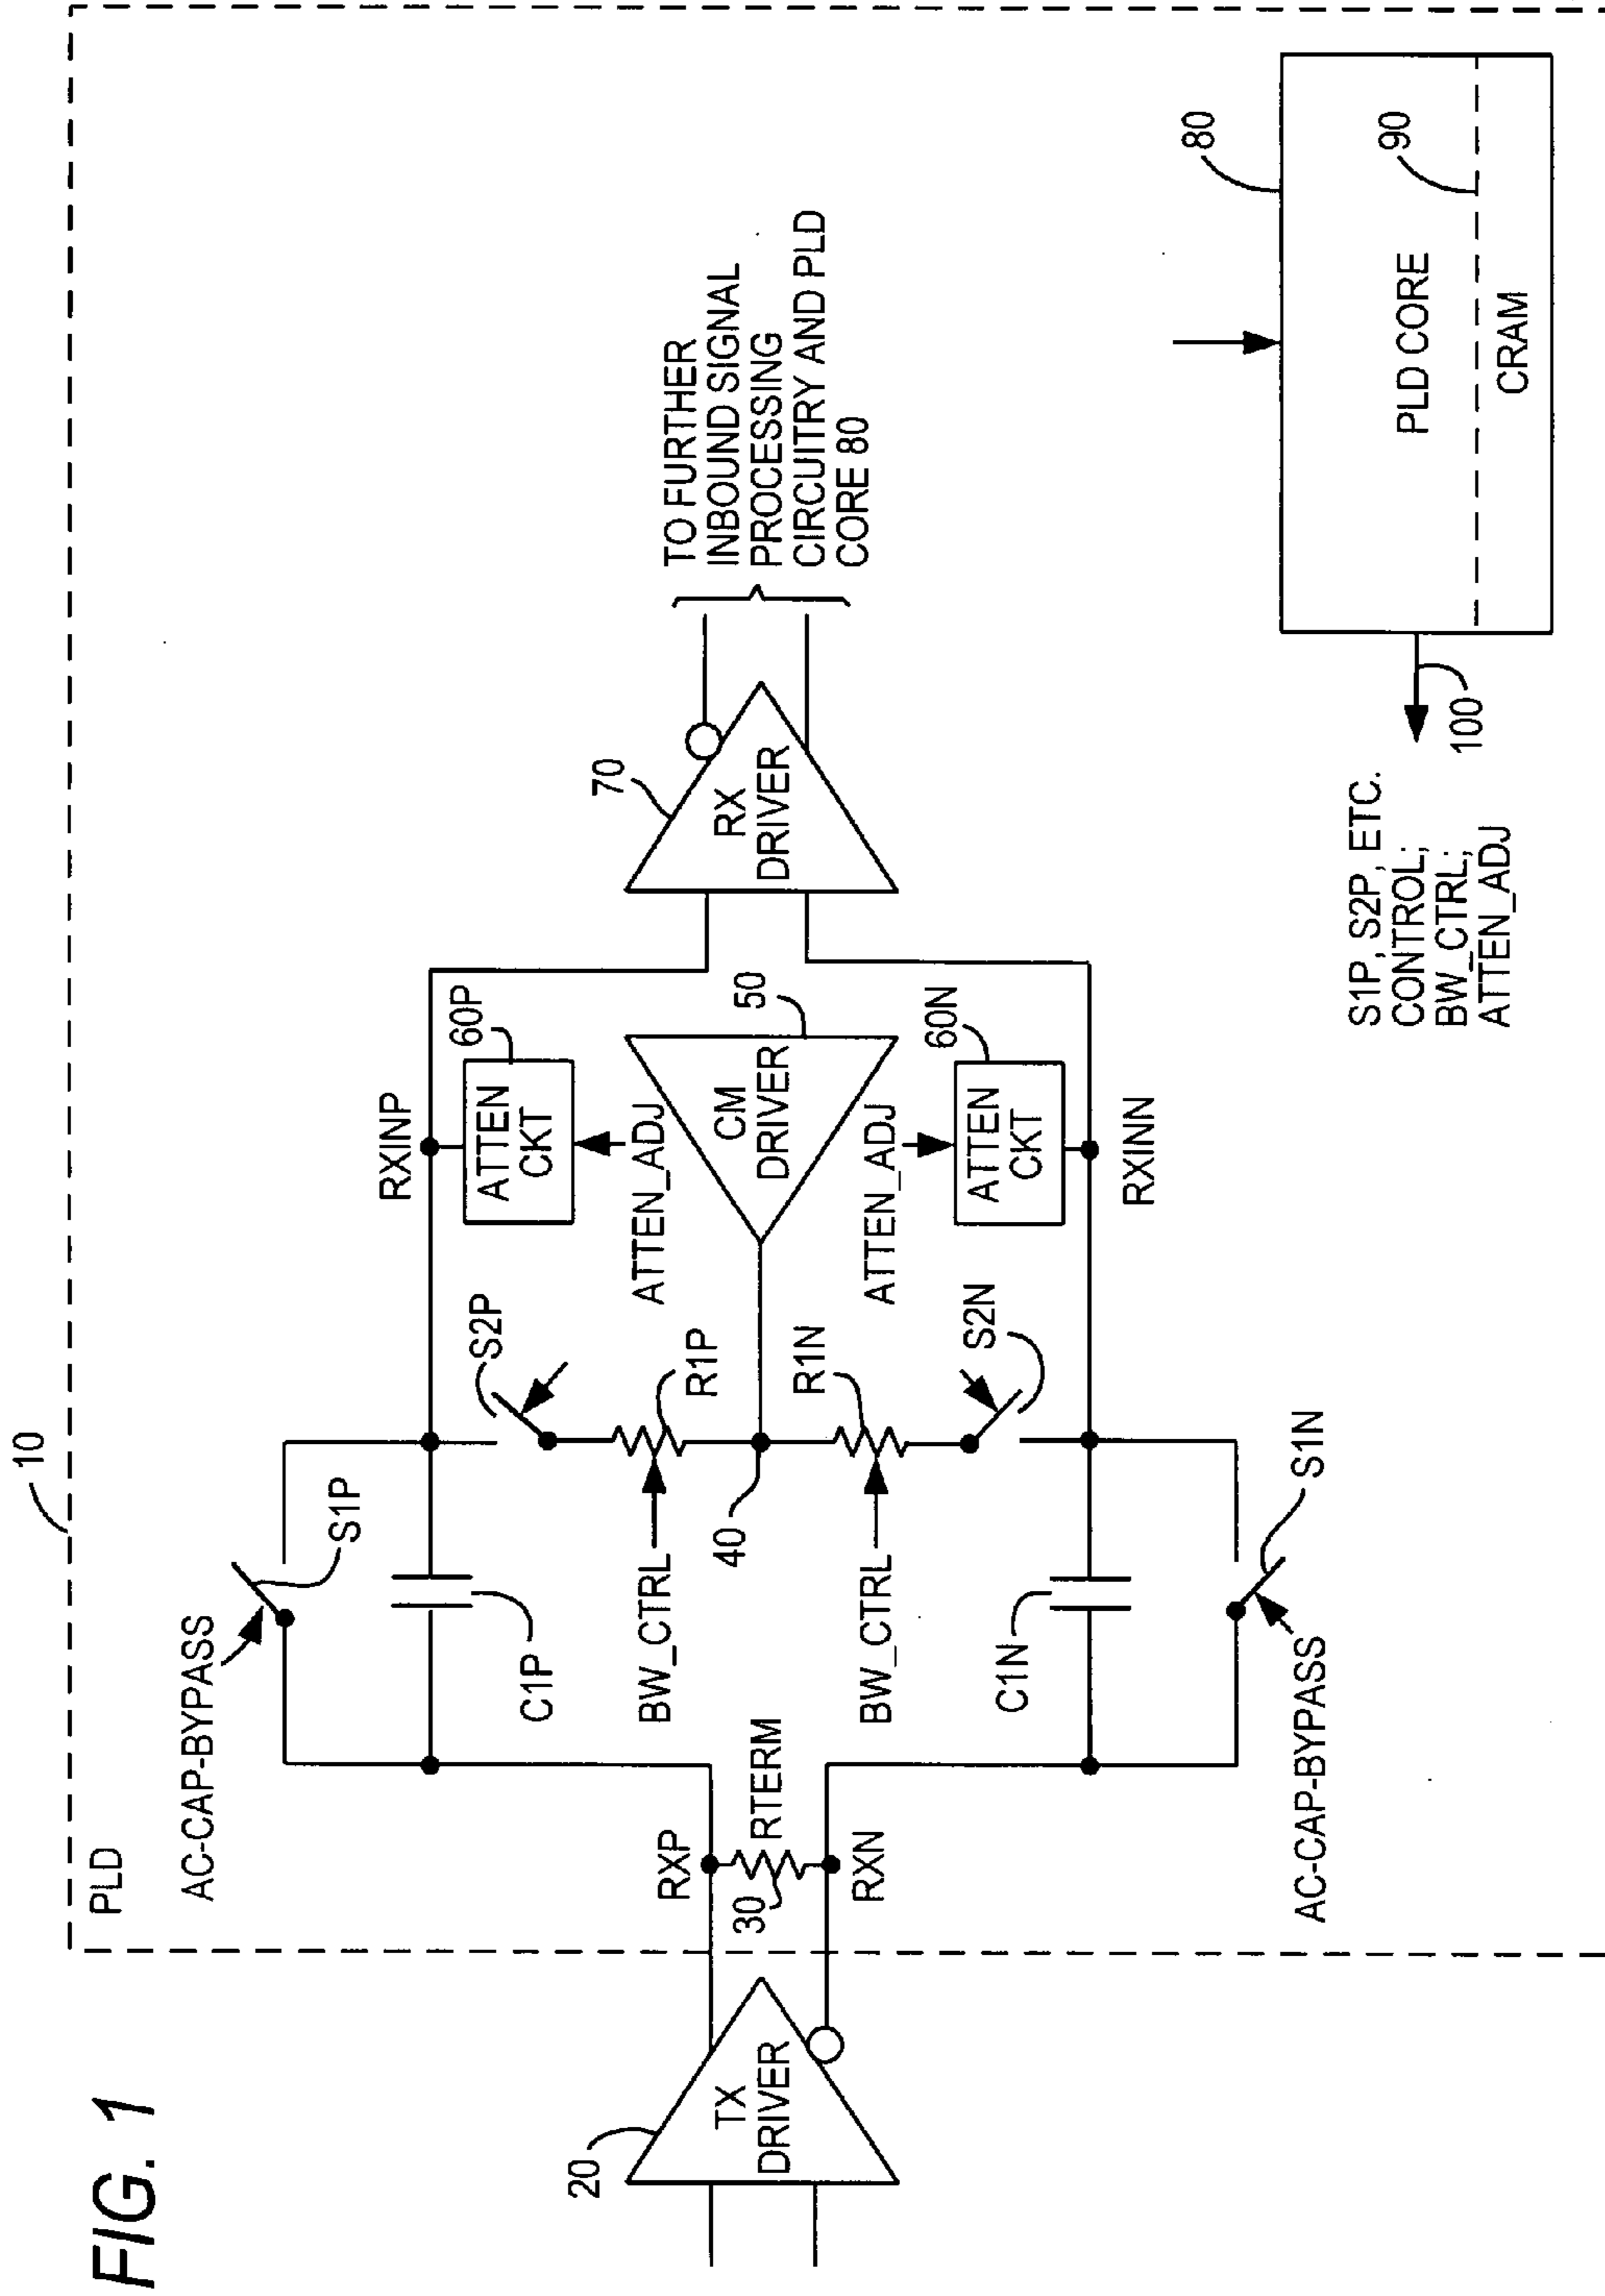 FIG. 1
10
PLD
AC-CAP-BYPASS
S1P
C1P
RXINP
S2P
60P
ATTEN
CKT
ATTEN_ADJ
BW_CTRL
R1P
20
TX
DRIVER
RXP
30
RTERM
RXN
40
CM
DRIVER
50
70
RX
DRIVER
TO FURTHER
INBOUND SIGNAL
PROCESSING
CIRCUITRY AND PLD
CORE 80
BW_CTRL
R1N
ATTEN_ADJ
60N
ATTEN
CKT
S2N
C1N
RXINN
S1N
AC-CAP-BYPASS
80
PLD CORE
90
CRAM
100
S1P, S2P, ETC.
CONTROL;
BW_CTRL;
ATTEN_ADJ